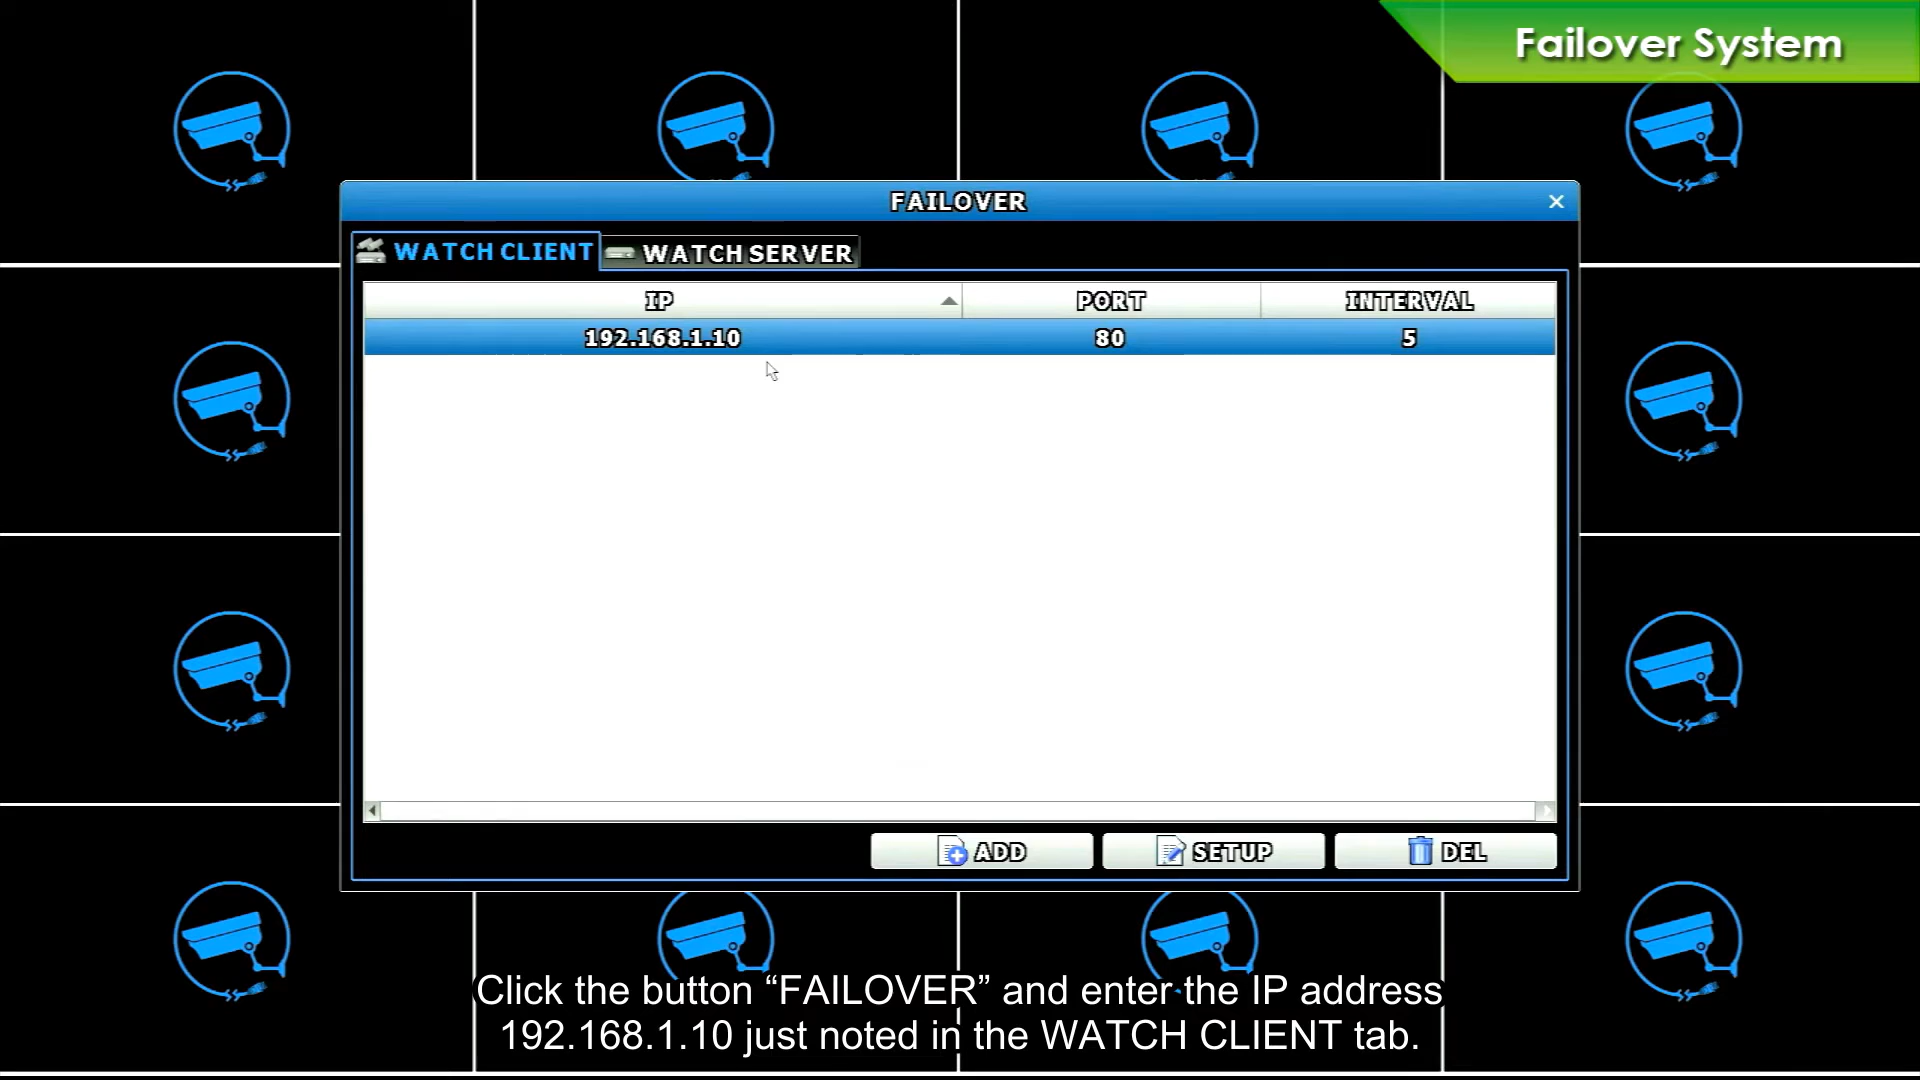 Failover System
FAILOVER
WATCH CLIENT WATCH SERVER
IP PORT INTERVAL
192.168.1.10 80 5
ADD SETUP DEL
Click the button “FAILOVER” and enter the IP address
192.168.1.10 just noted in the WATCH CLIENT tab.